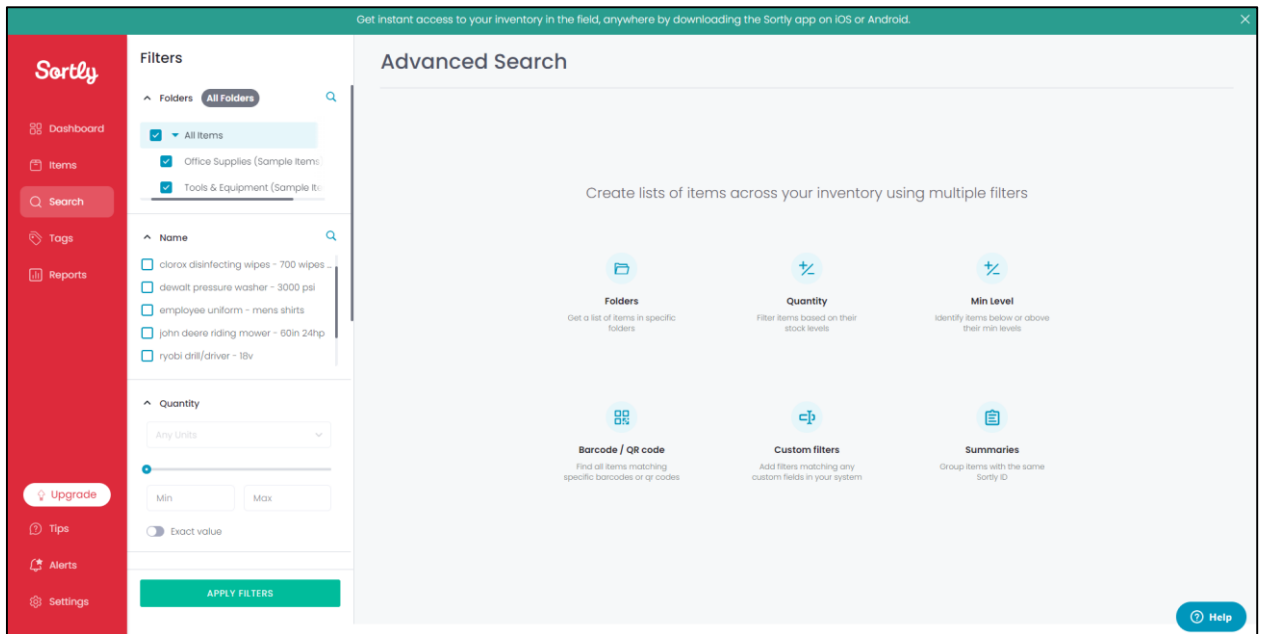 Get instant access to your inventory in the field, anywhere by downloading the Sortly app on iOS or Android.
Sortly
Dashboard
Items
Search
Tags
Reports
Upgrade
Tips
Alerts
Settings
Filters
Folders All Folders
All Items
Office Supplies (Sample Items)
Tools & Equipment (Sample Ite
Name
clorox disinfecting wipes - 700 wipes ...
dewalt pressure washer - 3000 psi
employee uniform - mens shirts
john deere riding mower - 60in 24hp
ryobi drill/driver - 18v
Quantity
Any Units
Min Max
Exact value
APPLY FILTERS
Advanced Search
Create lists of items across your inventory using multiple filters
Folders
Get a list of items in specific
folders
Quantity
Filter items based on their
stock levels
Min Level
Identify items below or above
their min levels
Barcode / QR code
Find all items matching
specific barcodes or qr codes
Custom filters
Add filters matching any
custom fields in your system
Summaries
Group items with the same
Sortly ID
Help